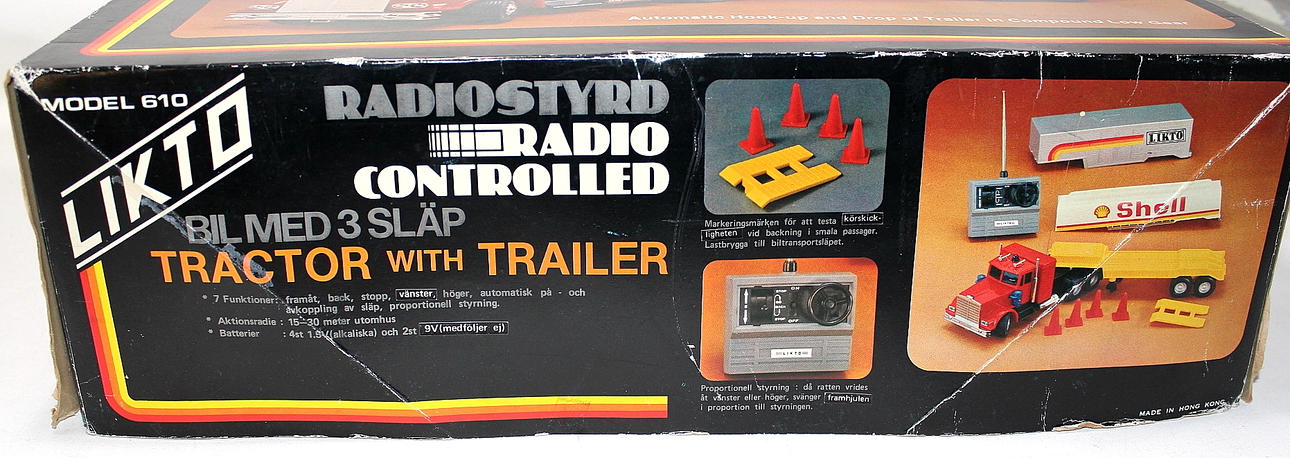 Automatic Hook-up and Drop of Trailer in Compound Low Gear
MODEL 610
LIKTO
RADIOSTYRD
RADIO
CONTROLLED
BIL MED 3 SLÄP
TRACTOR WITH TRAILER
* 7 Funktioner: framåt, back, stopp, vänster, höger, automatisk på - och
avkoppling av släp, proportionell styrning.
* Aktionsradie : 15-30 meter utomhus
* Batterier : 4st 1.5V(alkaliska) och 2st 9V(medföljer ej)
Markeringsmärken för att testa körskick-
ligheten vid backning i smala passager.
Lastbrygga till biltransportsläpet.
STOP ON
STOP OFF
LIKTO
Proportionell styrning : då ratten vrides
åt vänster eller höger, svänger framhjulen
i proportion till styrningen.
LIKTO
Shell
MADE IN HONG KONG